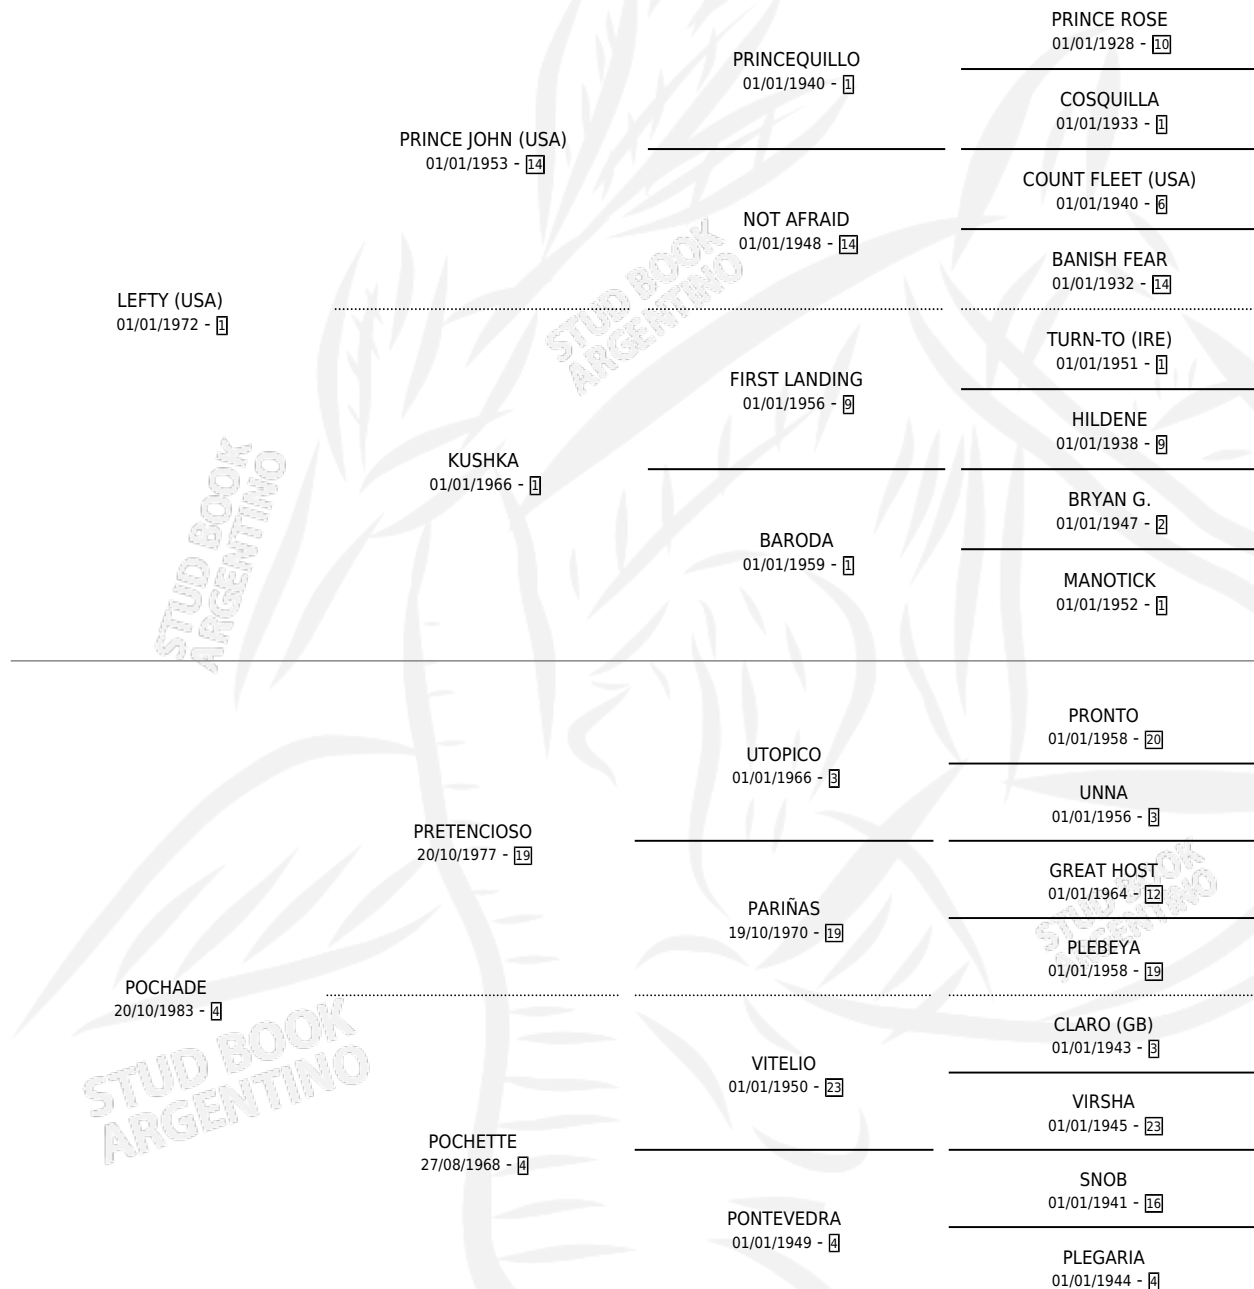 PRINCE ROSE
01/01/1928 - 10
PRINCEQUILLO
01/01/1940 - 1
COSQUILLA
01/01/1933 - 1
PRINCE JOHN (USA)
01/01/1953 - 14
COUNT FLEET (USA)
01/01/1940 - 6
NOT AFRAID
01/01/1948 - 14
BANISH FEAR
01/01/1932 - 14
LEFTY (USA)
01/01/1972 - 1
TURN-TO (IRE)
01/01/1951 - 1
FIRST LANDING
01/01/1956 - 9
HILDENE
01/01/1938 - 9
KUSHKA
01/01/1966 - 1
BRYAN G.
01/01/1947 - 2
BARODA
01/01/1959 - 1
MANOTICK
01/01/1952 - 1
PRONTO
01/01/1958 - 20
UTOPICO
01/01/1966 - 3
UNNA
01/01/1956 - 3
PRETENCIOSO
20/10/1977 - 19
GREAT HOST
01/01/1964 - 12
PARIÑAS
19/10/1970 - 19
PLEBEYA
01/01/1958 - 19
POCHADE
20/10/1983 - 4
CLARO (GB)
01/01/1943 - 3
VITELIO
01/01/1950 - 23
VIRSHA
01/01/1945 - 23
POCHETTE
27/08/1968 - 4
SNOB
01/01/1941 - 16
PONTEVEDRA
01/01/1949 - 4
PLEGARIA
01/01/1944 - 4
STUD BOOK
ARGENTINO
STUD BOOK
ARGENTINO
STUD BOOK
ARGENTINO
STUD BOOK
ARGENTINO